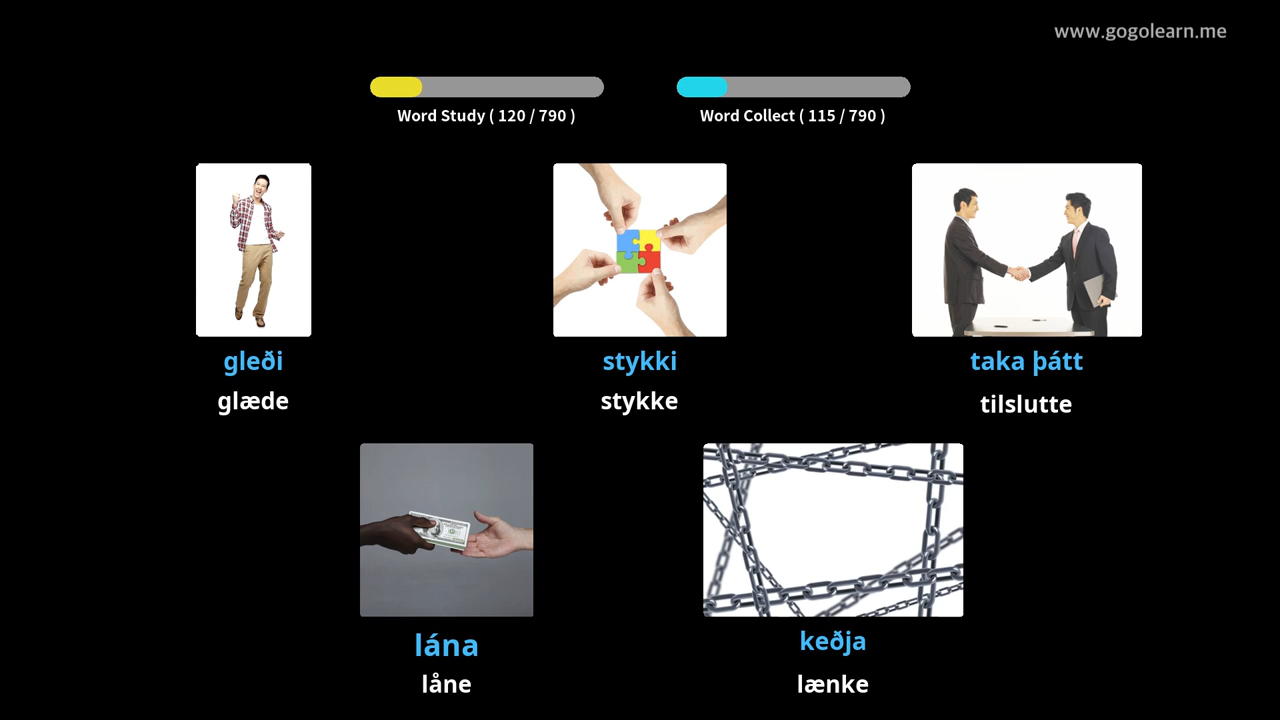 www.gogolearn.me
Word Study ( 120 / 790 )
Word Collect ( 115 / 790 )
gleði
glæde
stykki
stykke
taka þátt
tilslutte
lána
låne
keðja
lænke